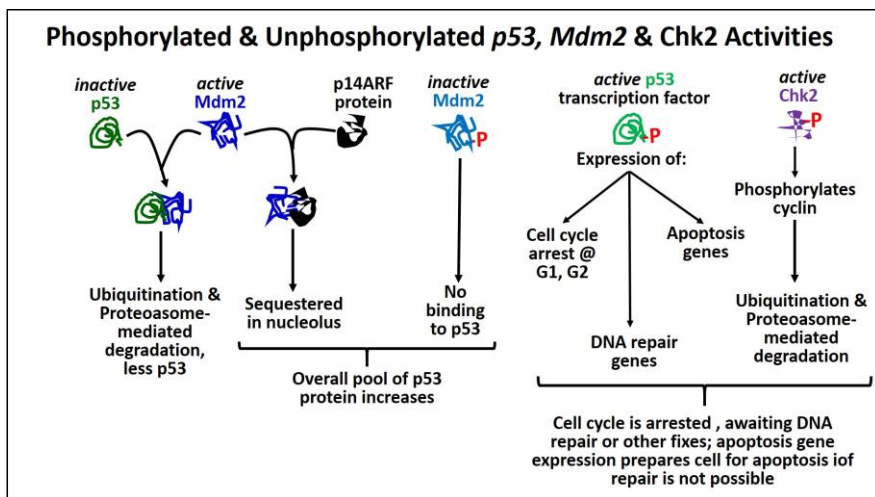 Phosphorylated & Unphosphorylated p53, Mdm2 & Chk2 Activities
inactive
p53
active
Mdm2
p14ARF
protein
inactive
Mdm2
P
active p53
transcription factor
P
Expression of:
active
Chk2
P
Phosphorylates
cyclin
Cell cycle
arrest @
G1, G2
Apoptosis
genes
Ubiquitination &
Proteoasome-
mediated
degradation,
less p53
Sequestered
in nucleolus
No
binding
to p53
DNA repair
genes
Ubiquitination &
Proteoasome-
mediated
degradation
Overall pool of p53
protein increases
Cell cycle is arrested , awaiting DNA
repair or other fixes; apoptosis gene
expression prepares cell for apoptosis iof
repair is not possible